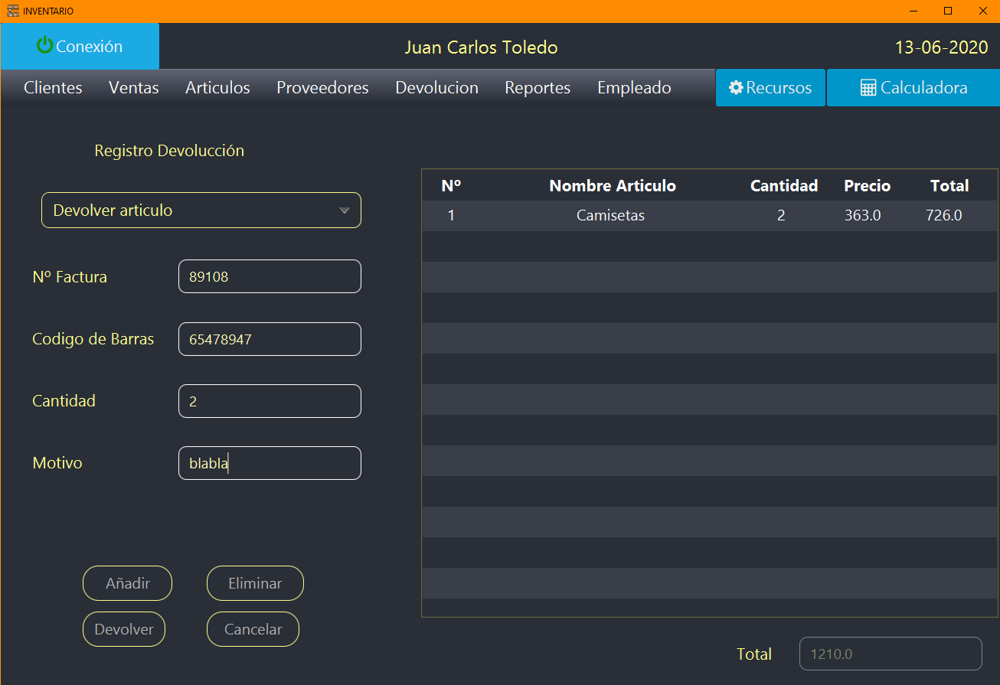 INVENTARIO
Conexión
Juan Carlos Toledo
13-06-2020
Clientes Ventas Articulos Proveedores Devolucion Reportes Empleado Recursos Calculadora
Registro Devolucción
Devolver articulo
Nº Factura 89108
Codigo de Barras 65478947
Cantidad 2
Motivo blabla
Añadir Eliminar
Devolver Cancelar
Nº Nombre Articulo Cantidad Precio Total
1 Camisetas 2 363.0 726.0
Total 1210.0